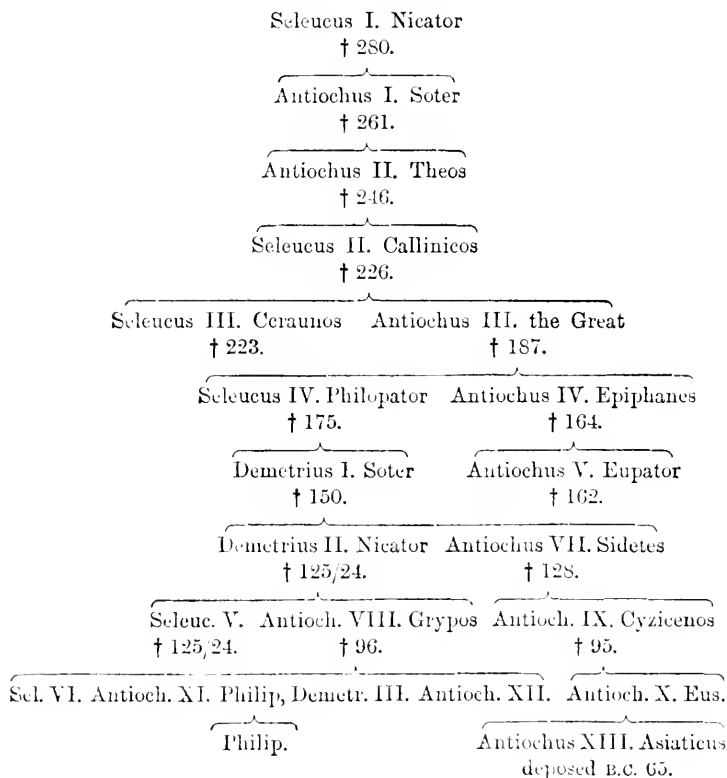 Seleucus I. Nicator
† 280.
Antiochus I. Soter
† 261.
Antiochus II. Theos
† 246.
Seleucus II. Callinicos
† 226.
Seleucus III. Ceraunos Antiochus III. the Great
† 223. † 187.
Seleucus IV. Philopator Antiochus IV. Epiphanes
† 175. † 164.
Demetrius I. Soter Antiochus V. Eupator
† 150. † 162.
Demetrius II. Nicator Antiochus VII. Sidetes
† 125/24. † 128.
Seleuc. V. Antioch. VIII. Grypos Antioch. IX. Cyzicenos
† 125/24. † 96. † 95.
Sel. VI. Antioch. XI. Philip, Demetr. III. Antioch. XII. Antioch. X. Eus.
Philip. Antiochus XIII. Asiaticus
deposed B.C. 65.